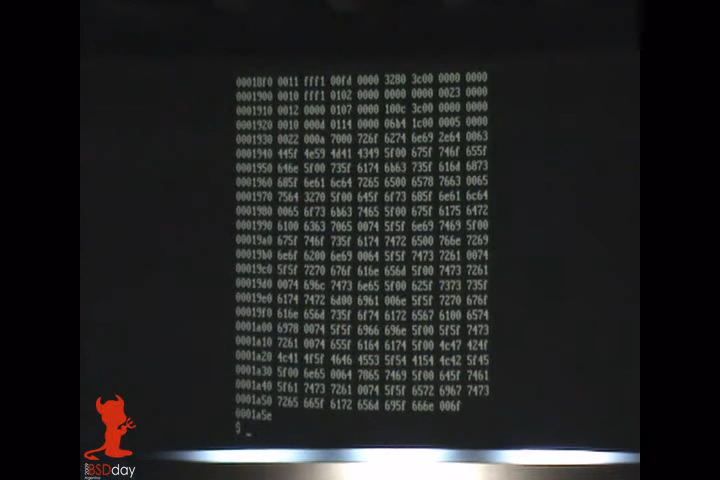 00018f0 0011 fff1 00fd 0000 3280 3c00 0000 0000
0001900 0010 fff1 0102 0000 0000 0000 0023 0000
0001910 0012 0000 0107 0000 100c 3c00 0000 0000
0001920 0010 000d 0114 0000 06b4 1c00 0005 0000
0001930 0022 000a 7000 726f 6274 6e69 2e64 0063
0001940 445f 4e59 4d41 4349 5f00 675f 746f 655f
0001950 646e 5f00 735f 6174 6b63 735f 616d 6873
0001960 685f 6e61 6c64 7265 6500 6578 7663 0065
0001970 7564 3270 5f00 645f 6f73 685f 6e61 6c64
0001980 0065 6f73 6b63 7465 5f00 675f 6175 6472
0001990 6100 6363 7065 0074 5f5f 6e69 7469 5f00
00019a0 675f 746f 735f 6174 7472 6500 766e 7269
00019b0 6e6f 6200 6e69 0064 5f5f 7473 7261 0074
00019c0 5f5f 7270 676f 616e 656d 5f00 7473 7261
00019d0 0074 696c 7473 6e65 5f00 625f 7373 735f
00019e0 6174 7472 6d00 6961 006e 5f5f 7270 676f
00019f0 616e 656d 735f 6f74 6172 6567 6100 6574
0001a00 6978 0074 5f5f 6966 696e 5f00 5f5f 7473
0001a10 7261 0074 655f 6164 6174 5f00 4c47 424f
0001a20 4c41 4f5f 4646 4553 5f54 4154 4c42 5f45
0001a30 5f00 6e65 0064 7865 7469 5f00 645f 7461
0001a40 5f61 7473 7261 0074 5f5f 6572 6967 7473
0001a50 7265 665f 6172 656d 695f 666e 006f
0001a5e
$ _
BSDday
Argentina